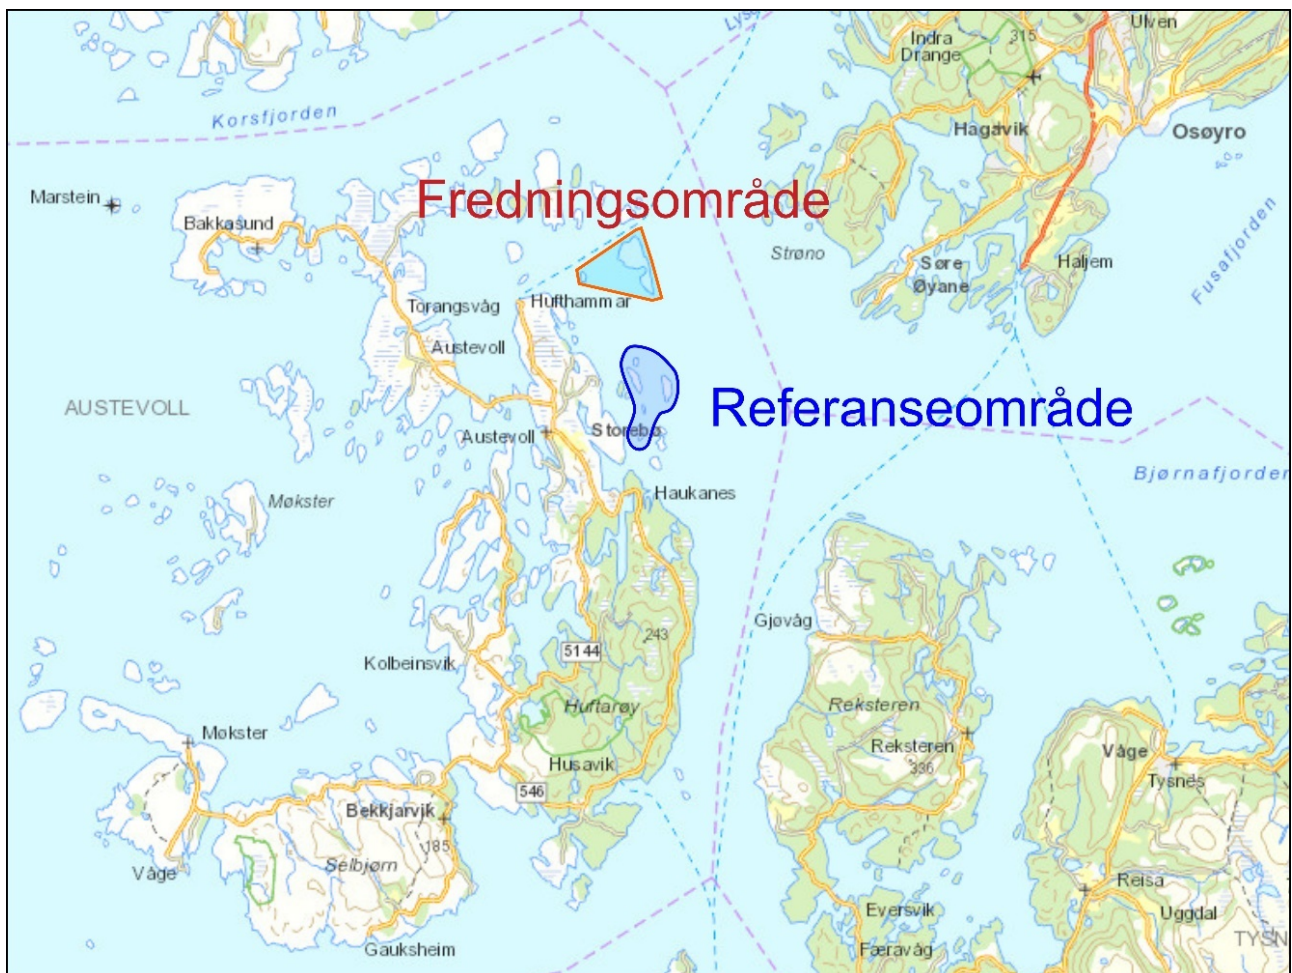 Lysg
Ulven
Indra
Drange
315
Korsfjorden
Hagavik
Osøyro
Marstein
Fredningsområde
Bakkasund
Strøno
Søre
Øyane
Haljem
Fusafjorden
Torangsvåg
Hufthammar
Austevoll
AUSTEVOLL
Referanseområde
Austevoll
Storebø
Bjørnafjorden
Møkster
Haukanes
Gjøvåg
243
5144
Kolbeinsvik
Huftarøy
Reksteren
Møkster
Reksteren
336
Våge
Husavik
Tysnes
546
Bekkjarvik
185
Selbjørn
Våge
Reisa
Eversvik
Uggdal
Gauksheim
Færavåg
TYSN